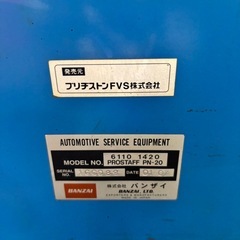 発売元
ブリヂストンFVS株式会社
AUTOMOTIVE SERVICE EQUIPMENT
6110 1420
MODEL NO. PROSTAFF PN-20
SERIAL NO.
BANZAI
株式会社 バンザイ
BANZAI, LTD.